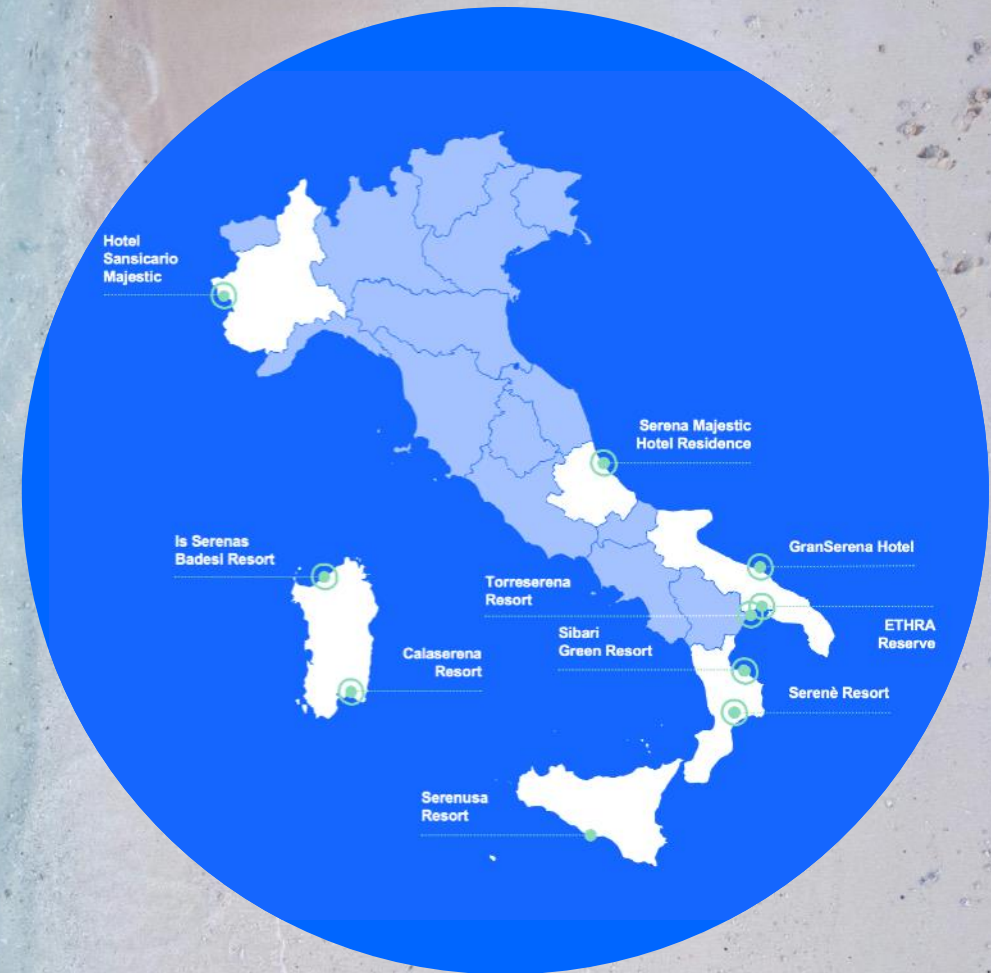 Hotel
Sansicario
Majestic
Serena Majestic
Hotel Residence
Is Serenas
Badesi Resort
GranSerena Hotel
Torreserena
Resort
ETHRA
Reserve
Sibari
Green Resort
Calaserena
Resort
Serenè Resort
Serenusa
Resort